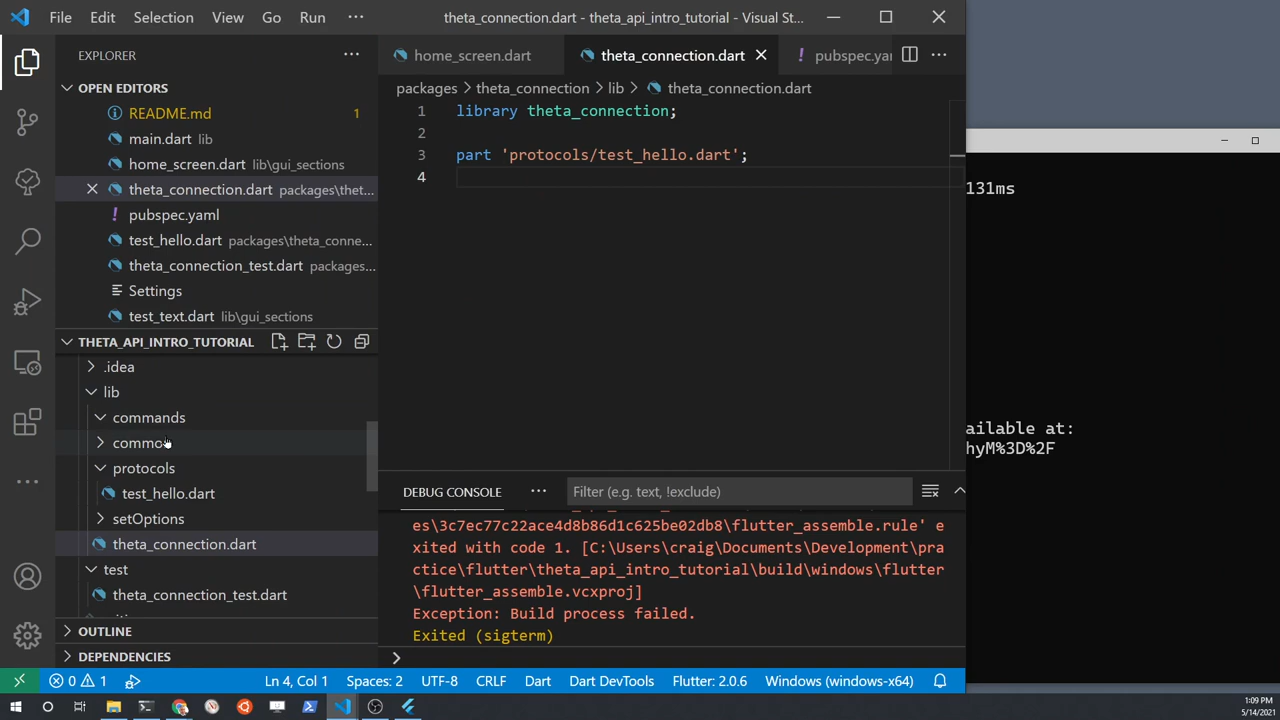 File Edit Selection View Go Run ··· theta_connection.dart - theta_api_intro_tutorial - Visual St...
EXPLORER ···
OPEN EDITORS
README.md 1
main.dart lib
home_screen.dart lib\gui_sections
theta_connection.dart packages\thet...
pubspec.yaml
test_hello.dart packages\theta_conne...
theta_connection_test.dart packages...
Settings
test_text.dart lib\gui_sections
THETA_API_INTRO_TUTORIAL
.idea
lib
commands
common
protocols
test_hello.dart
setOptions
theta_connection.dart
test
theta_connection_test.dart
OUTLINE
DEPENDENCIES
home_screen.dart theta_connection.dart ! pubspec.yam
packages > theta_connection > lib > theta_connection.dart
1 library theta_connection;
2
3 part 'protocols/test_hello.dart';
4
DEBUG CONSOLE ··· Filter (e.g. text, !exclude)
es\3c7ec77c22ace4d8b86d1c625be02db8\flutter_assemble.rule' e
xited with code 1. [C:\Users\craig\Documents\Development\pra
ctice\flutter\theta_api_intro_tutorial\build\windows\flutter
\flutter_assemble.vcxproj]
Exception: Build process failed.
Exited (sigterm)
131ms
ailable at:
hyM%3D%2F
0 1 Ln 4, Col 1 Spaces: 2 UTF-8 CRLF Dart Dart DevTools Flutter: 2.0.6 Windows (windows-x64)
1:09 PM
5/14/2021